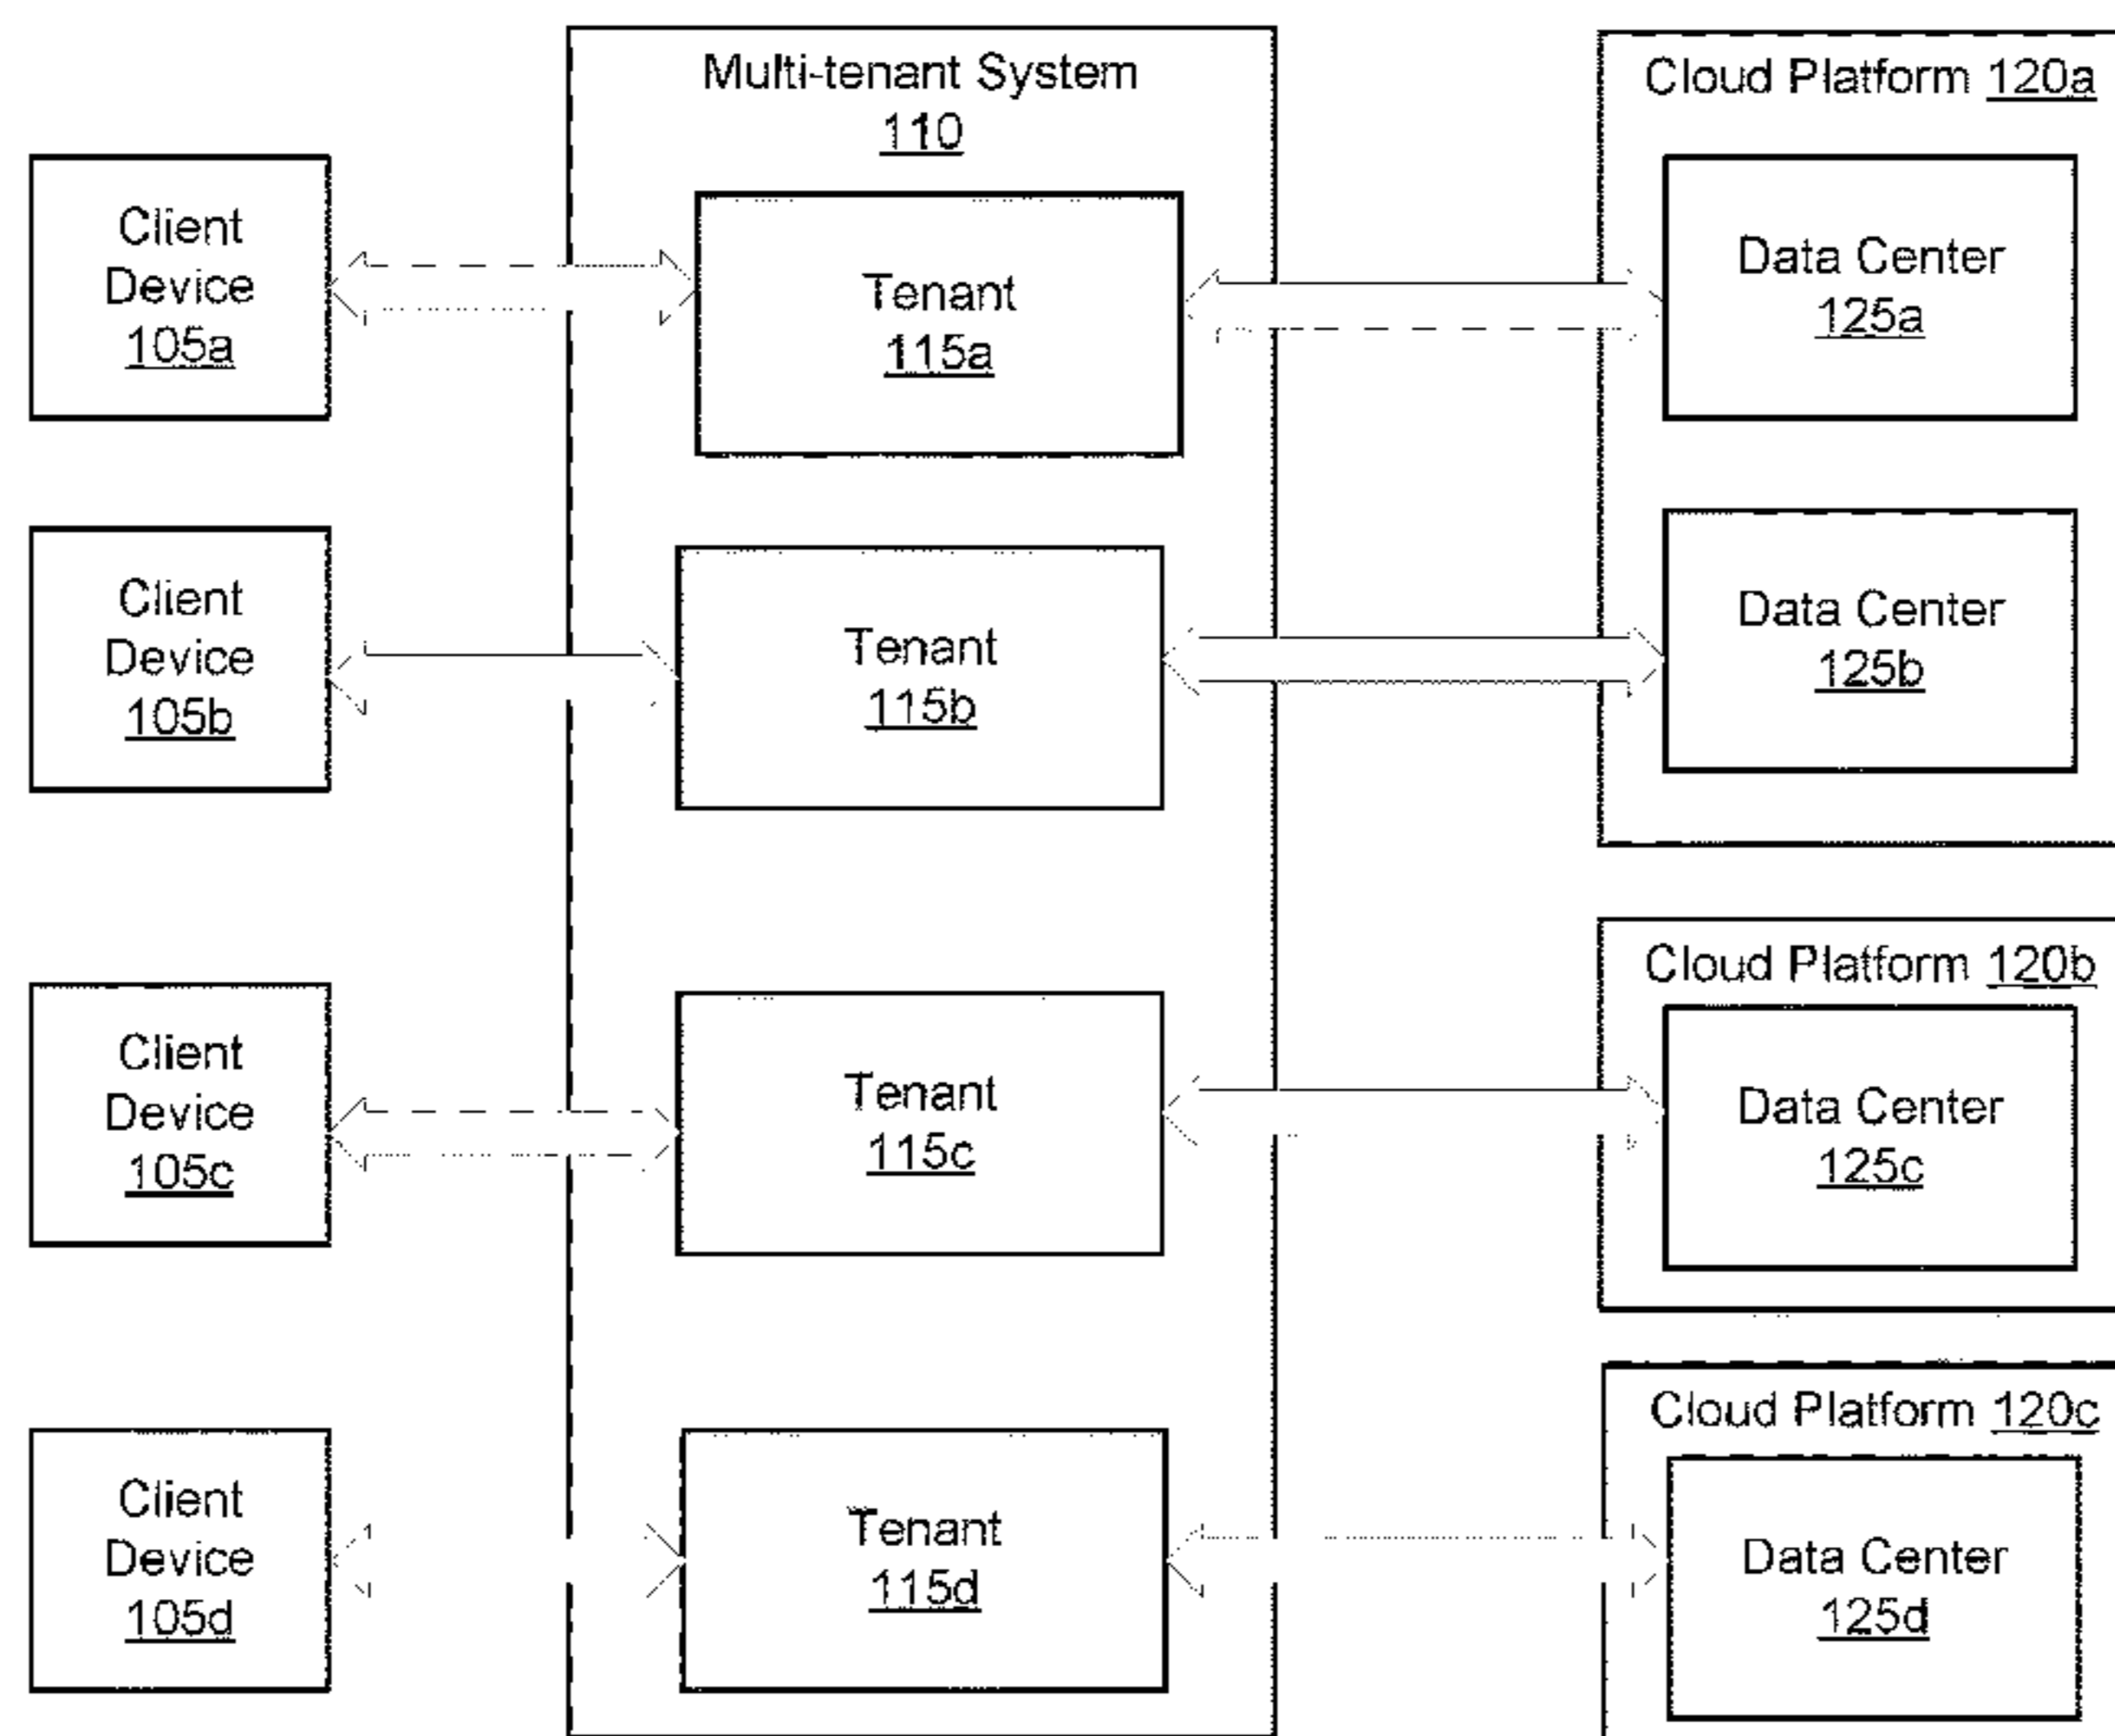 Multi-tenant System
110
Cloud Platform 120a
Client
Device
105a
Tenant
115a
Data Center
125a
Client
Device
105b
Tenant
115b
Data Center
125b
Cloud Platform 120b
Client
Device
105c
Tenant
115c
Data Center
125c
Cloud Platform 120c
Client
Device
105d
Tenant
115d
Data Center
125d